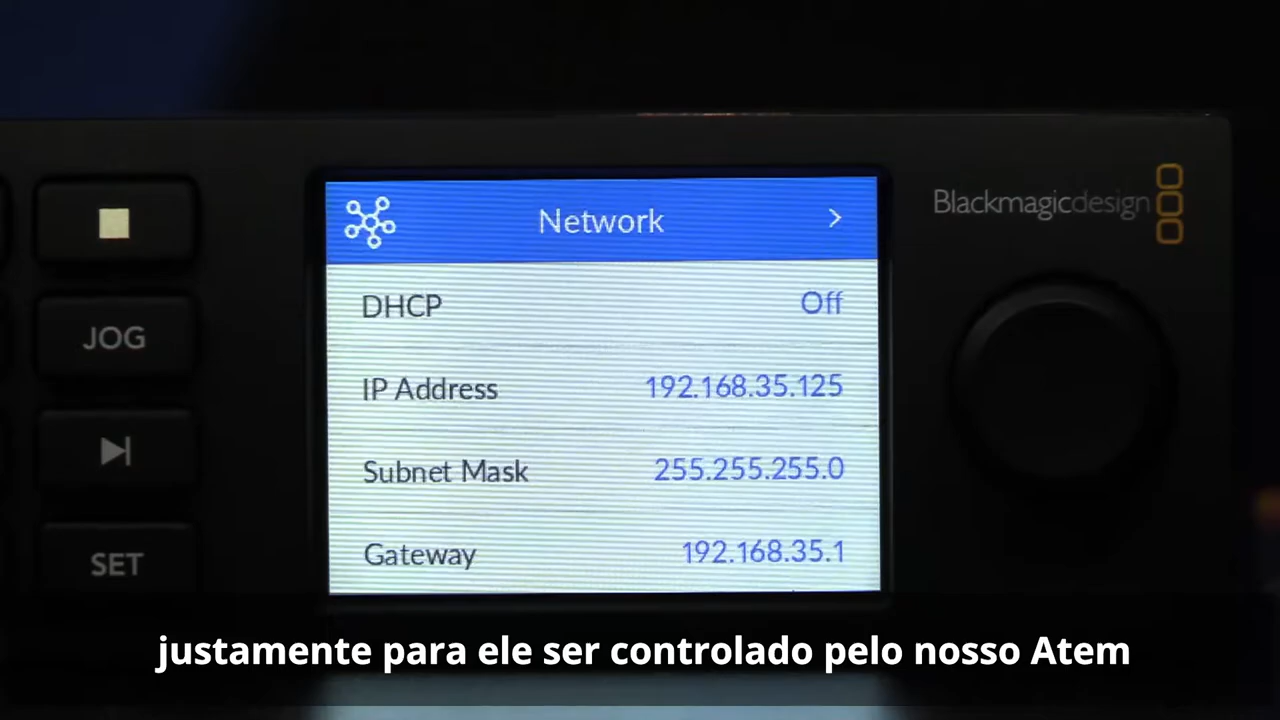 Network
Blackmagicdesign
DHCP Off
JOG
IP Address 192.168.35.125
Subnet Mask 255.255.255.0
SET
Gateway 192.168.35.1
justamente para ele ser controlado pelo nosso Atem